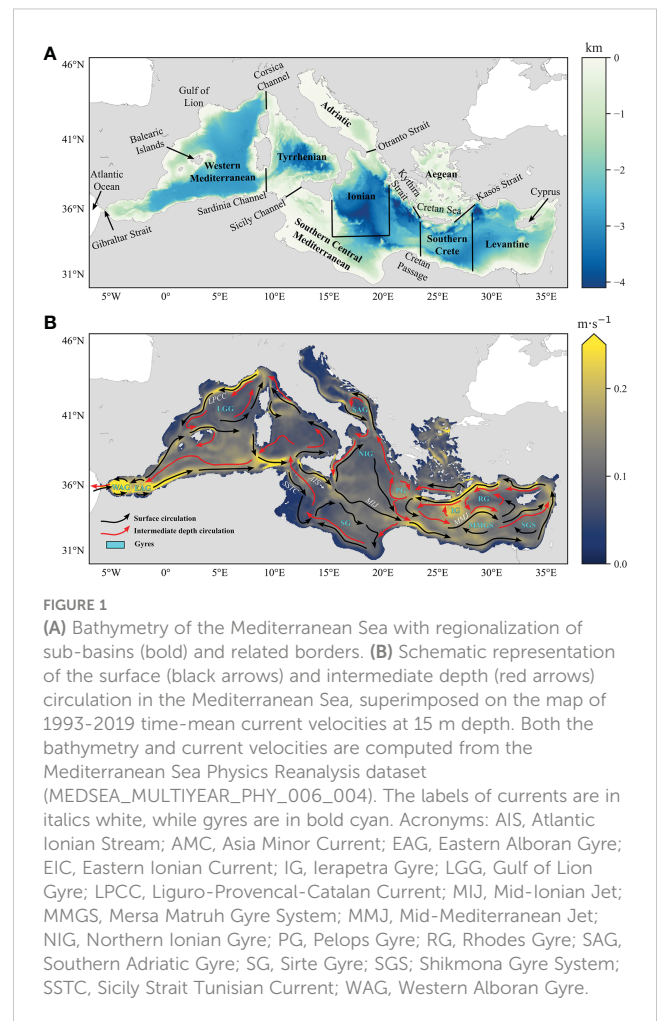 A
km
46°N
41°N
36°N
31°N
5°W
0°
5°E
10°E
15°E
20°E
25°E
30°E
35°E
0
−1
−2
−3
−4
Corsica
Channel
Gulf of
Lion
Adriatic
Balearic
Islands
Otranto Strait
Atlantic
Ocean
Western
Mediterranean
Tyrrhenian
Ionian
Kythira
Strait
Aegean
Cretan Sea
Kasos Strait
Cyprus
Gibraltar Strait
Sardinia Channel
Sicily Channel
Southern Central
Mediterranean
Cretan
Passage
Southern
Crete
Levantine
B
m·s⁻¹
46°N
41°N
36°N
31°N
5°W
0°
5°E
10°E
15°E
20°E
25°E
30°E
35°E
0.2
0.1
0.0
LPCC
LGG
SAG
NIG
WAG
EAG
SSTC
AIS
MIJ
SG
PG
IG
RG
MMJ
MMGS
SGS
Surface circulation
Intermediate depth circulation
Gyres
FIGURE 1
(A) Bathymetry of the Mediterranean Sea with regionalization of
sub-basins (bold) and related borders. (B) Schematic representation
of the surface (black arrows) and intermediate depth (red arrows)
circulation in the Mediterranean Sea, superimposed on the map of
1993-2019 time-mean current velocities at 15 m depth. Both the
bathymetry and current velocities are computed from the
Mediterranean Sea Physics Reanalysis dataset
(MEDSEA_MULTIYEAR_PHY_006_004). The labels of currents are in
italics white, while gyres are in bold cyan. Acronyms: AIS, Atlantic
Ionian Stream; AMC, Asia Minor Current; EAG, Eastern Alboran Gyre;
EIC, Eastern Ionian Current; IG, Ierapetra Gyre; LGG, Gulf of Lion
Gyre; LPCC, Liguro-Provencal-Catalan Current; MIJ, Mid-Ionian Jet;
MMGS, Mersa Matruh Gyre System; MMJ, Mid-Mediterranean Jet;
NIG, Northern Ionian Gyre; PG, Pelops Gyre; RG, Rhodes Gyre; SAG,
Southern Adriatic Gyre; SG, Sirte Gyre; SGS; Shikmona Gyre System;
SSTC, Sicily Strait Tunisian Current; WAG, Western Alboran Gyre.